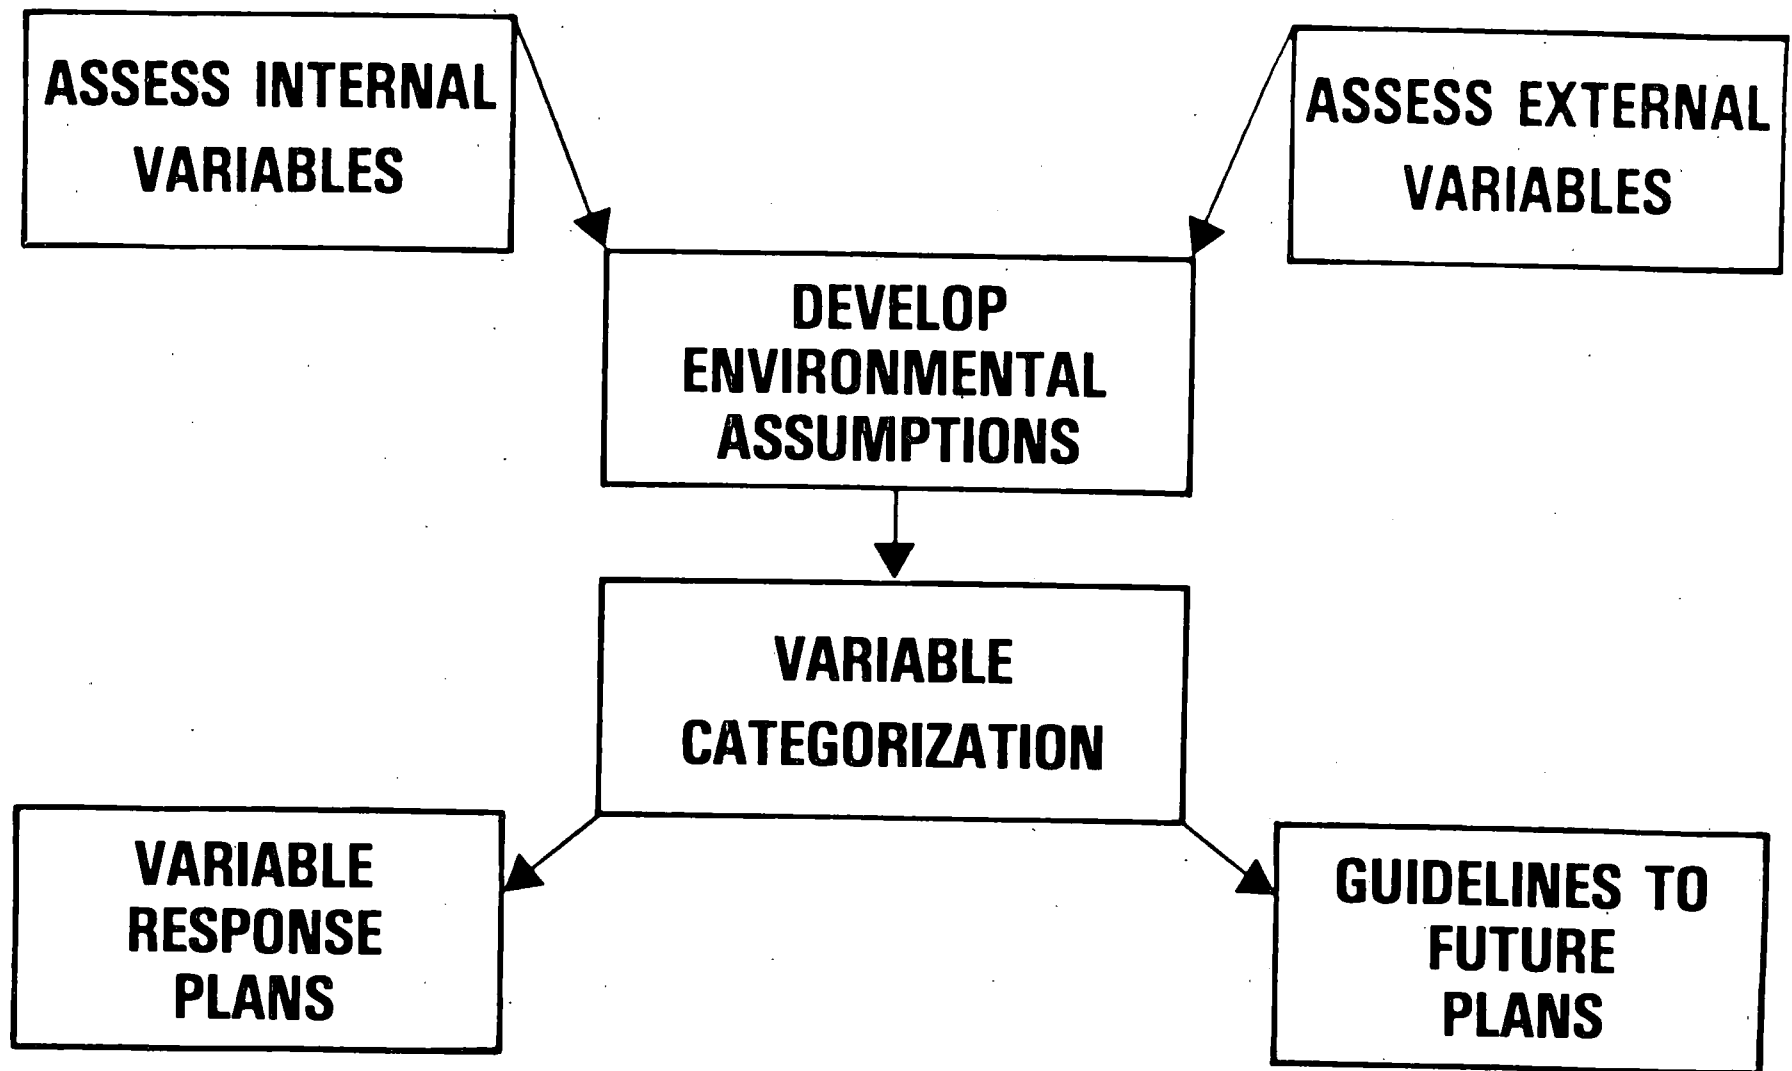 ASSESS INTERNAL
VARIABLES
ASSESS EXTERNAL
VARIABLES
DEVELOP
ENVIRONMENTAL
ASSUMPTIONS
VARIABLE
CATEGORIZATION
VARIABLE
RESPONSE
PLANS
GUIDELINES TO
FUTURE
PLANS